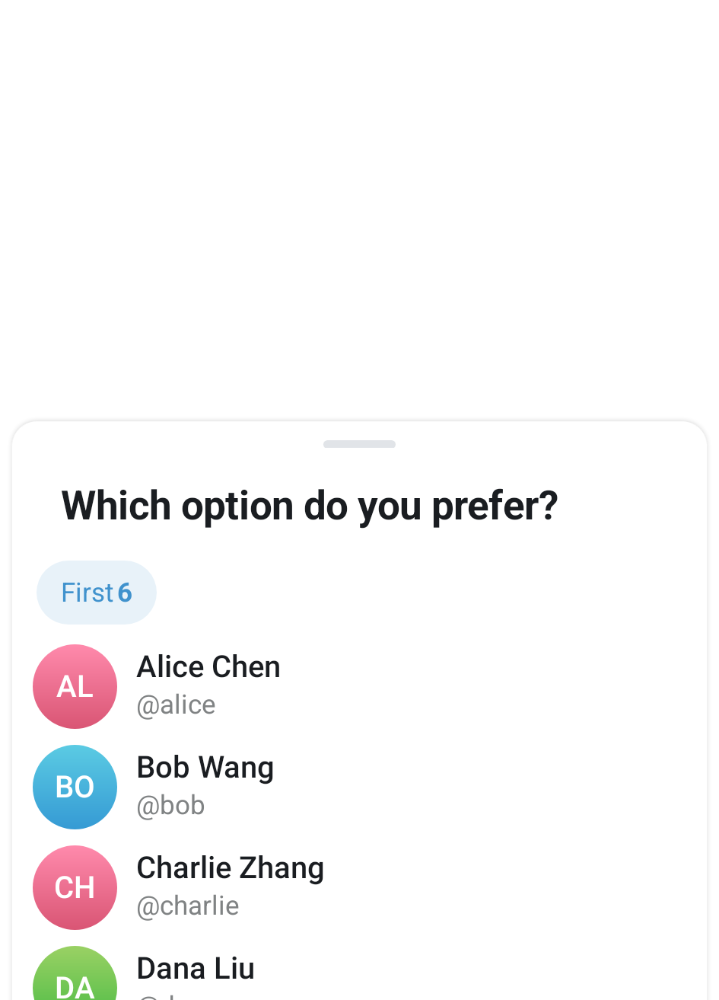 Which option do you prefer?
First 6
AL
Alice Chen
@alice
BO
Bob Wang
@bob
CH
Charlie Zhang
@charlie
DA
Dana Liu